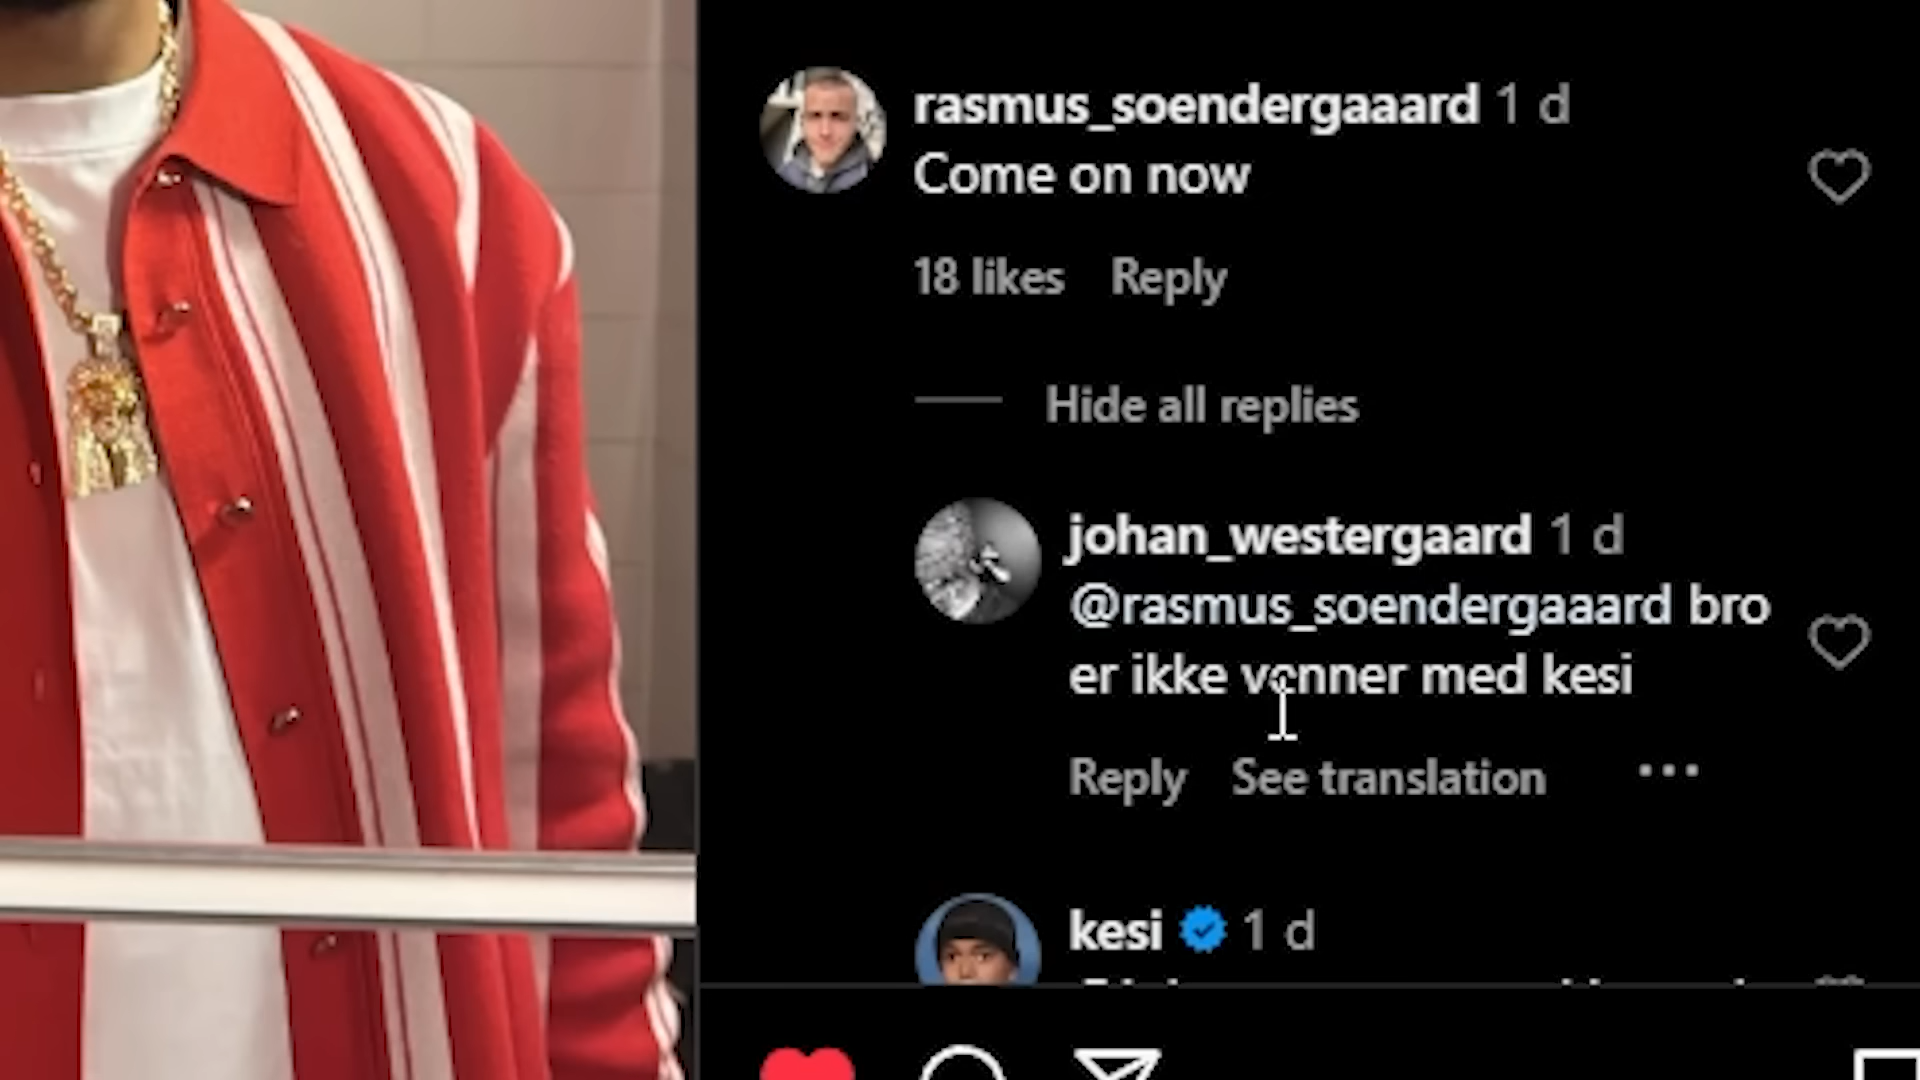 rasmus_soendergaaard 1 d
Come on now
18 likes Reply
Hide all replies
johan_westergaard 1 d
@rasmus_soendergaaard bro
er ikke venner med kesi
Reply See translation
kesi 1 d